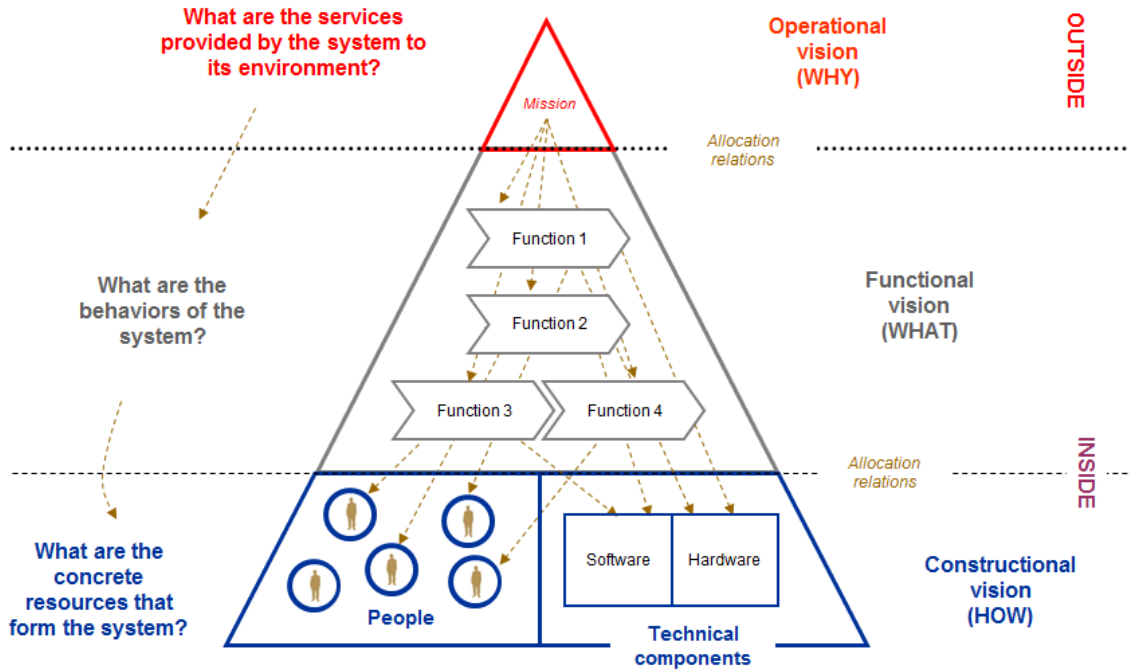 What are the services
provided by the system to
its environment?
Operational
vision
(WHY)
OUTSIDE
Mission
Allocation
relations
Function 1
What are the
behaviors of the
system?
Functional
vision
(WHAT)
Function 2
Function 3
Function 4
INSIDE
Allocation
relations
What are the
concrete
resources that
form the system?
People
Software
Hardware
Technical
components
Constructional
vision
(HOW)